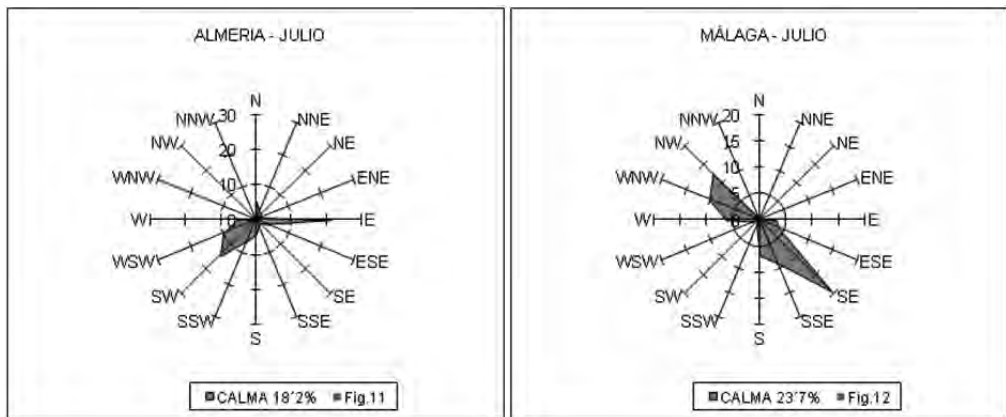 ALMERIA - JULIO
N
NNW
30
NNE
NW
20
NE
WNW
10
ENE
W
0
E
WSW
ESE
SW
SE
SSW
SSE
S
CALMA 18'2% Fig.11
MÁLAGA - JULIO
N
NNW
20
NNE
NW
15
NE
10
WNW
5
ENE
W
0
E
WSW
ESE
SW
SE
SSW
SSE
S
CALMA 23'7% Fig.12